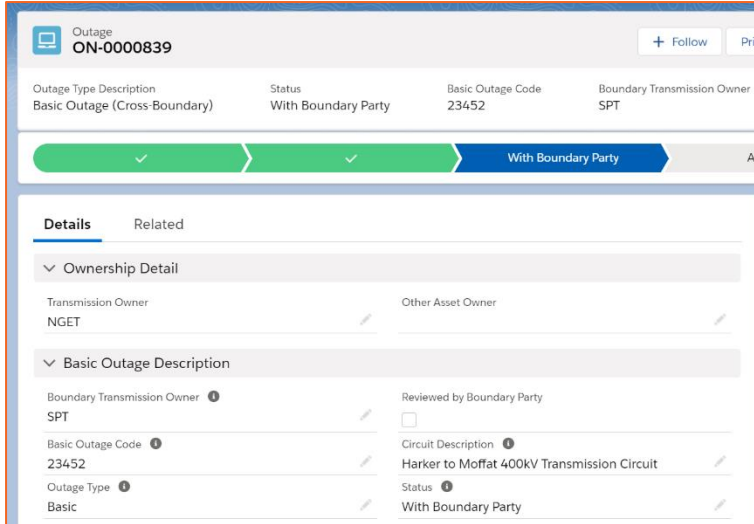 Outage
ON-0000839
+ Follow
Outage Type Description Status Basic Outage Code Boundary Transmission Owner
Basic Outage (Cross-Boundary) With Boundary Party 23452 SPT
With Boundary Party
Details Related
Ownership Detail
Transmission Owner Other Asset Owner
NGET
Basic Outage Description
Boundary Transmission Owner Reviewed by Boundary Party
SPT
Basic Outage Code Circuit Description
23452 Harker to Moffat 400kV Transmission Circuit
Outage Type Status
Basic With Boundary Party